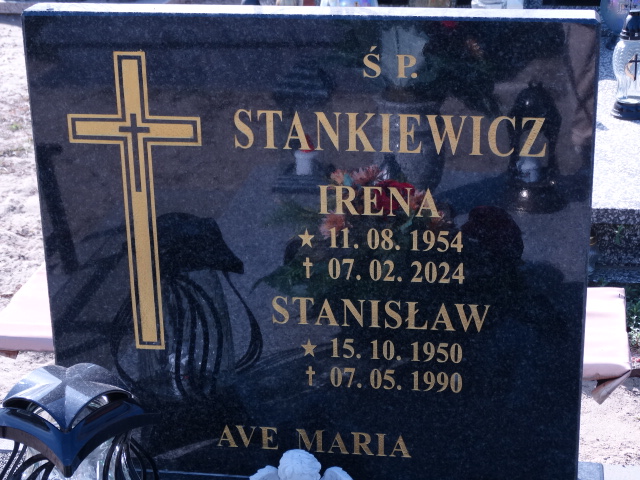 Ś P.
STANKIEWICZ
IRENA
★ 11. 08. 1954
† 07. 02. 2024
STANISŁAW
★ 15. 10. 1950
† 07. 05. 1990
AVE MARIA